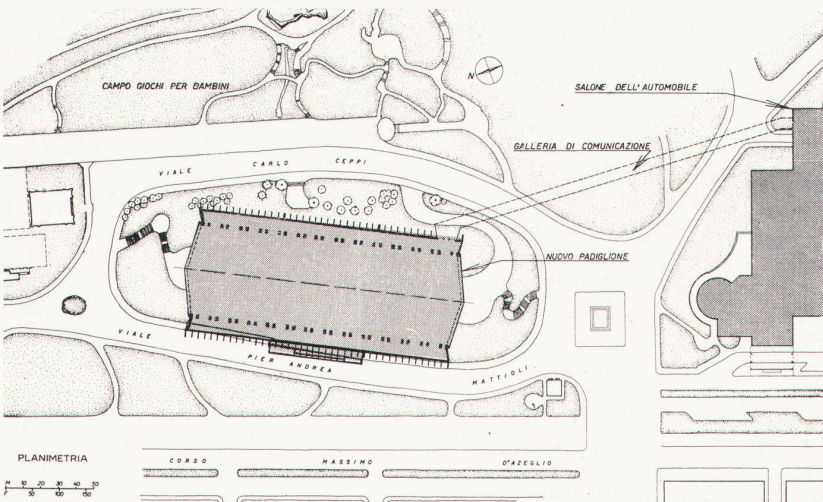 CAMPO GIOCHI PER BAMBINI
N
SALONE DELL'AUTOMOBILE
GALLERIA DI COMUNICAZIONE
VIALE CARLO CEPPI
NUOVO PADIGLIONE
VIALE PIER ANDREA MATTIOLI
PLANIMETRIA
CORSO MASSIMO D'AZEGLIO
M 10 20 30 40 50
F 50 100 150